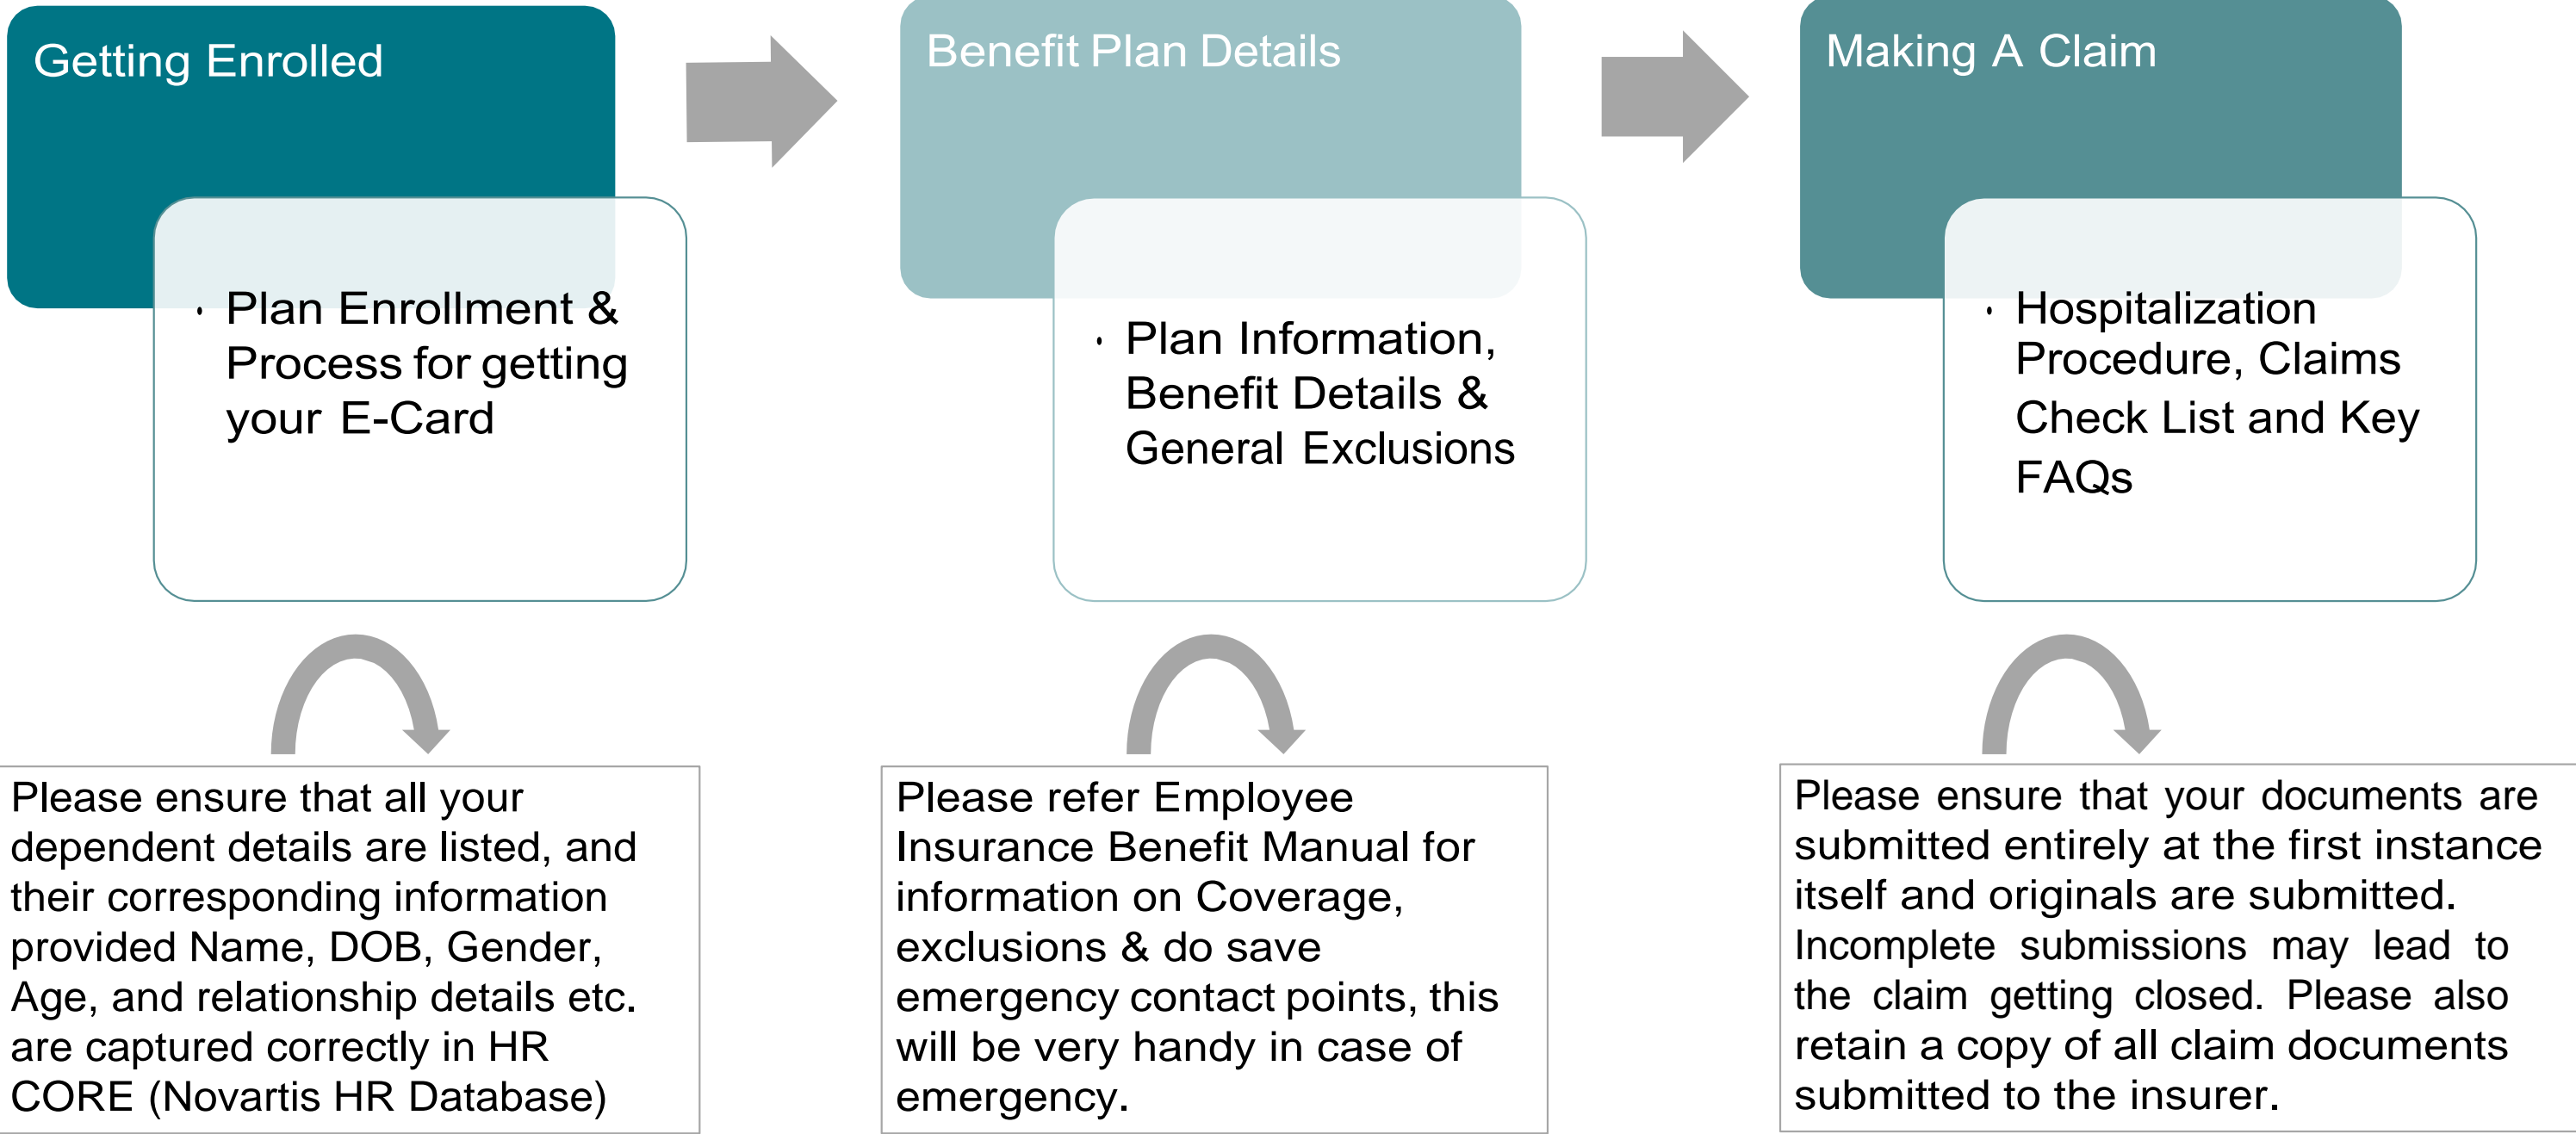 Getting Enrolled
· Plan Enrollment &
Process for getting
your E-Card
Please ensure that all your
dependent details are listed, and
their corresponding information
provided Name, DOB, Gender,
Age, and relationship details etc.
are captured correctly in HR
CORE (Novartis HR Database)
Benefit Plan Details
· Plan Information,
Benefit Details &
General Exclusions
Please refer Employee
Insurance Benefit Manual for
information on Coverage,
exclusions & do save
emergency contact points, this
will be very handy in case of
emergency.
Making A Claim
· Hospitalization
Procedure, Claims
Check List and Key
FAQs
Please ensure that your documents are
submitted entirely at the first instance
itself and originals are submitted.
Incomplete submissions may lead to
the claim getting closed. Please also
retain a copy of all claim documents
submitted to the insurer.